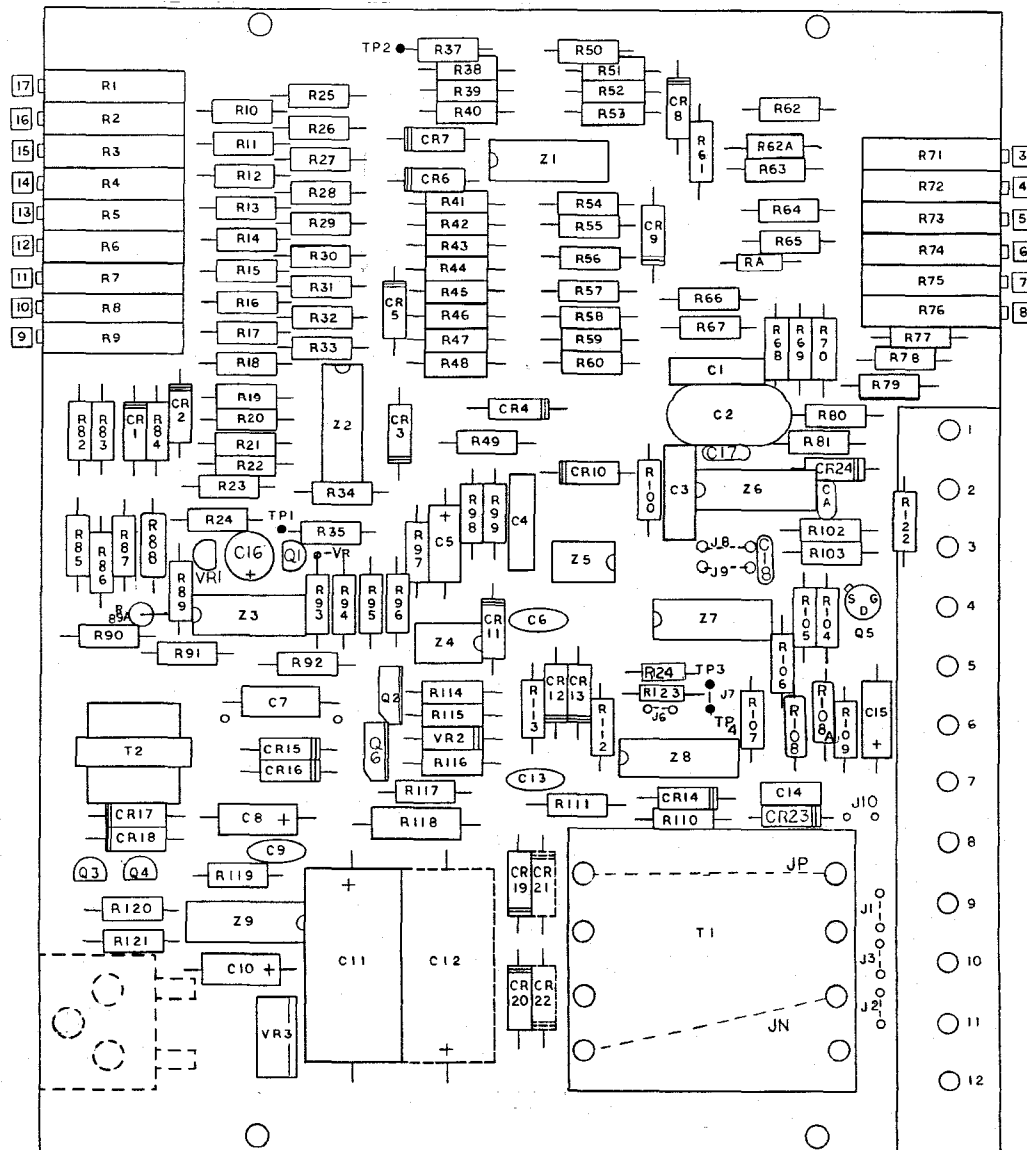 TP2 R37 R50
R38 R51
17 R1 R39 R52 CR8
R25 R40 R53 R62
16 R2 R10 R26 R61
15 R3 R11 CR7 R62A
R27 Z1 R71 3
14 R4 R12 CR6 R63
R28 R72 4
13 R5 R13 R41 R54 R64
R29 R42 R55 CR9 R73 5
12 R6 R14 R43 R65
R30 R44 R56 RA R74 6
11 R7 R15 R31 CR5 R45 R57 R75 7
10 R8 R16 R32 R46 R58 R66 R76 8
9 R9 R17 R33 R47 R59 R67 R68 R69 R70 R77
R18 R48 R60 C1 R78
R79
R82 R83 CR1 R84 CR2 R19 R20 Z2 CR3 CR4 C2 R80
R21 R49 R81 1
R22 C17
R23 R34 CR10 R100 C3 Z6 CR24 CA 2
R24 TP1 R35 R97 C5 + R98 R99 C4 R102 R122
R85 R86 R87 R88 VR1 C16 + Q1 -VR Z5 J8 J9 C18 R103 3
R89 R93 R94 R95 R96
R89A Z3 Z4 CR11 C6 Z7 R105 R104 S G D Q5 4
R90 R91 R92
R124 TP3 R106 5
C7 Q2 R114 R113 CR12 CR13 R112 R123 J7
R115 J6 TP4 R107 R108 R108A R109 C15 + 6
T2 CR15 Q6 VR2 Z8
CR16 R116 C13
R117 R111 CR14 C14 7
CR17 C8 + R118 R110 CR23 J10
CR18
C9 8
Q3 Q4 R119 + CR19 CR21 JP
R120 J1 9
Z9 T1
R121 C11 C12 J3 10
C10 + CR20 CR22
J2
VR3 JN 11
+
12